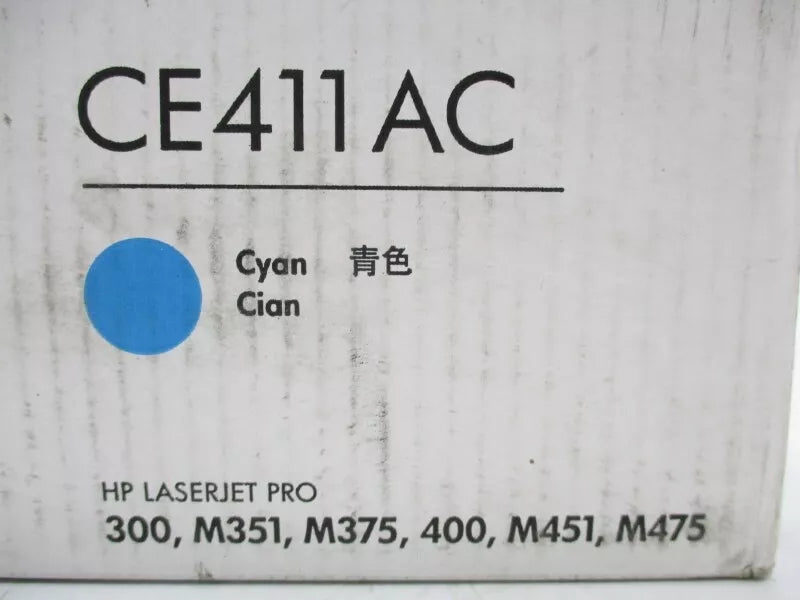 CE411AC
Cyan 青色
Cian
HP LASERJET PRO
300, M351, M375, 400, M451, M475